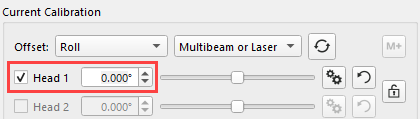 Current Calibration
Offset: Roll Multibeam or Laser M+
Head 1 0.000°
Head 2 0.000°